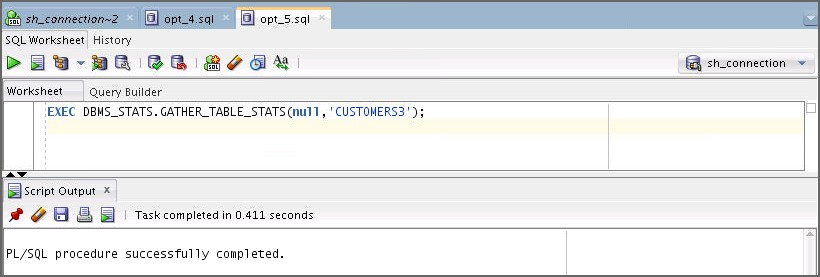 sh_connection~2 x opt_4.sql x opt_5.sql x
SQL Worksheet History
sh_connection
Worksheet Query Builder
EXEC DBMS_STATS.GATHER_TABLE_STATS(null,'CUSTOMERS3');
Script Output x
Task completed in 0.411 seconds
PL/SQL procedure successfully completed.